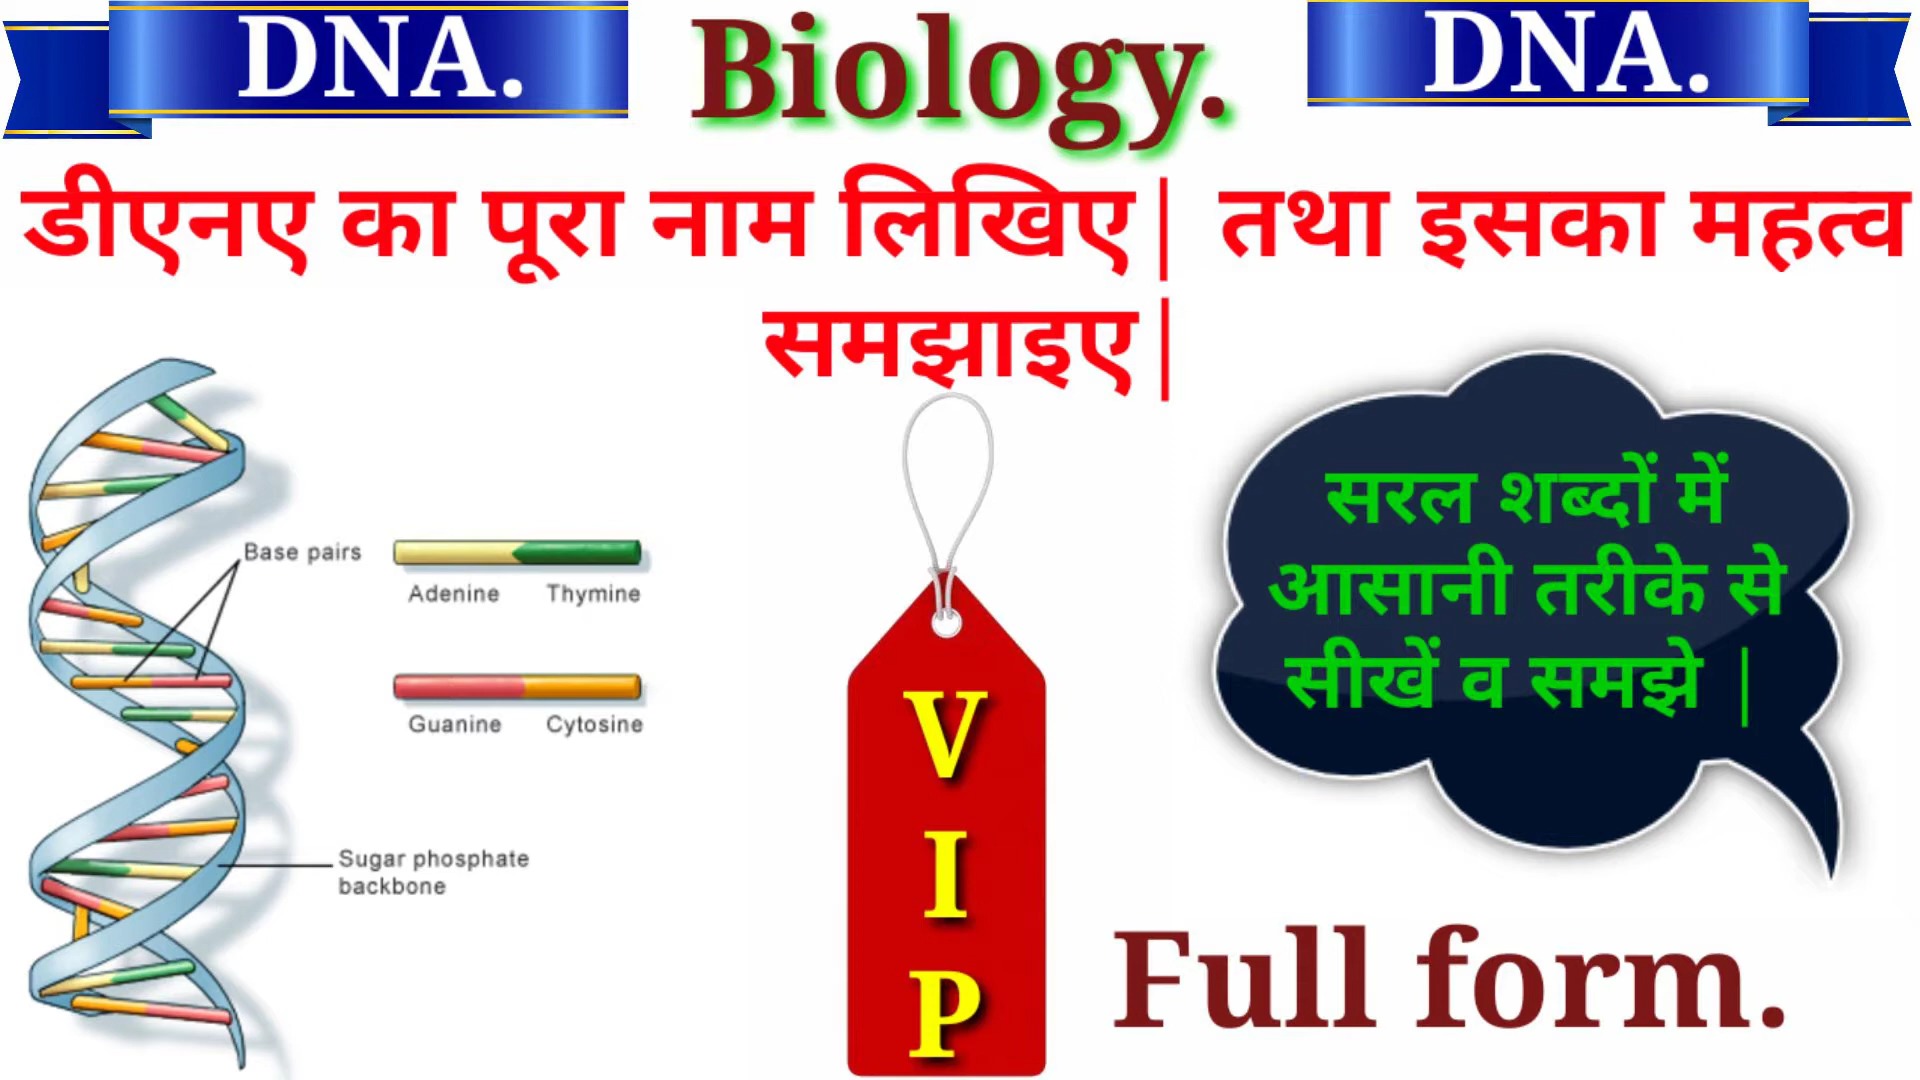 DNA.
Biology.
DNA.
डीएनए का पूरा नाम लिखिए| तथा इसका महत्व
समझाइए|
सरल शब्दों में
आसानी तरीके से
सीखें व समझे |
Base pairs
Adenine Thymine
Guanine Cytosine
Sugar phosphate
backbone
V
I
P
Full form.